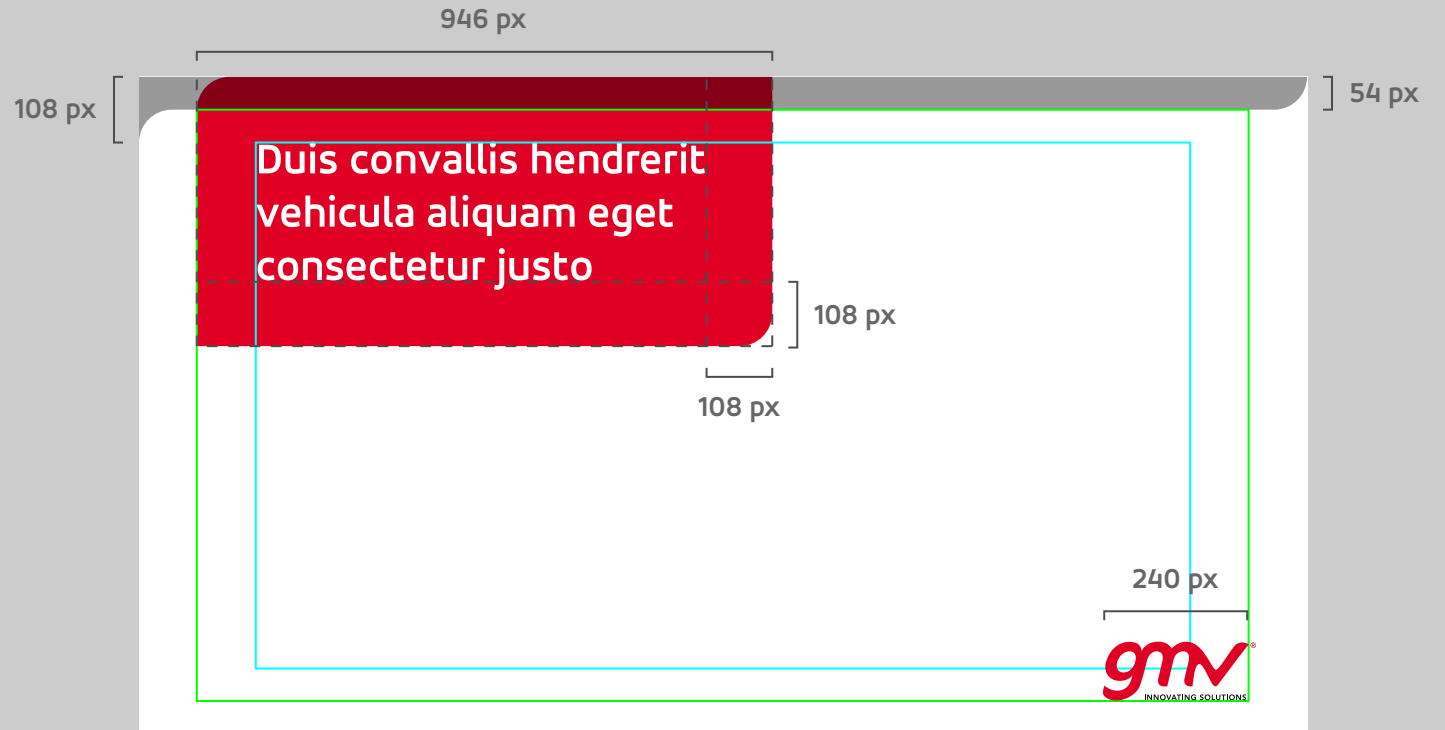 946 px
108 px
54 px
Duis convallis hendrerit
vehicula aliquam eget
consectetur justo
108 px
108 px
240 px
gmv®
INNOVATING SOLUTIONS